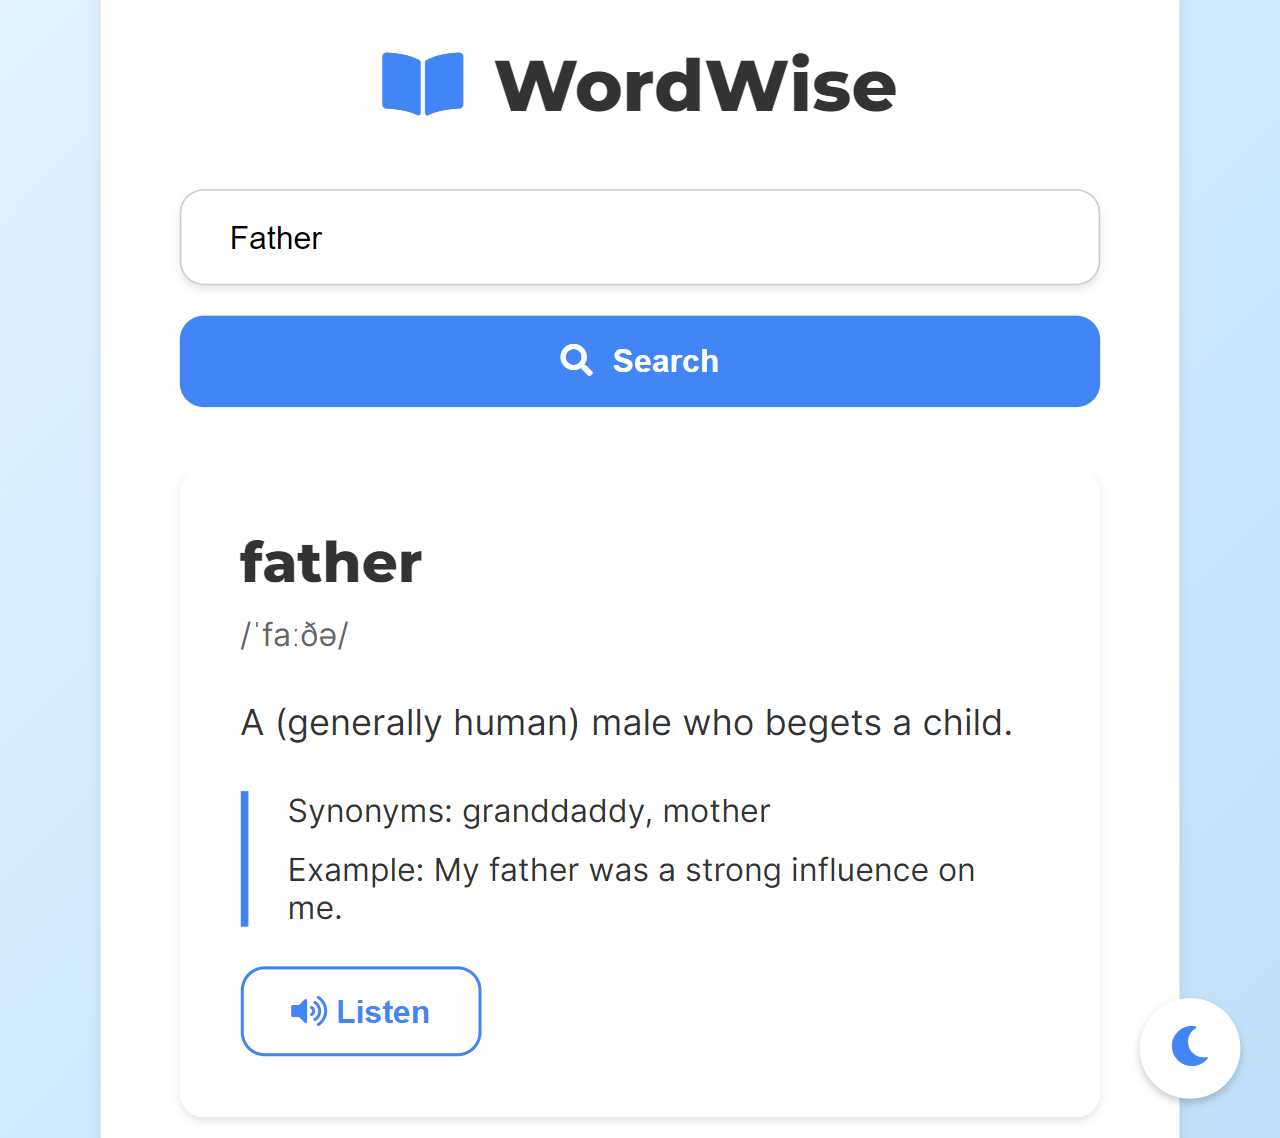 WordWise
Father
Search
father
/ˈfaːðə/
A (generally human) male who begets a child.
Synonyms: granddaddy, mother
Example: My father was a strong influence on
me.
Listen